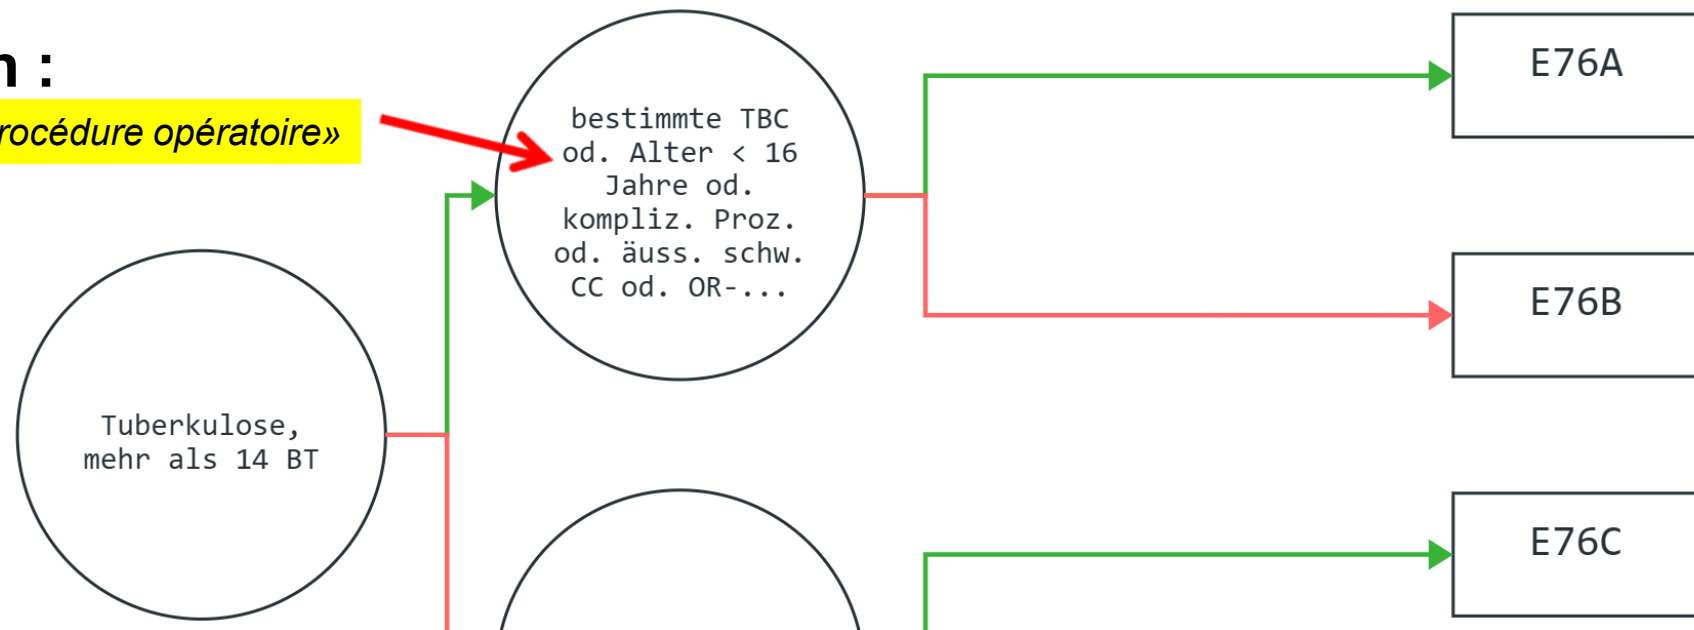 n :
rocédure opératoire»
bestimmte TBC
od. Alter < 16
Jahre od.
kompliz. Proz.
od. äuss. schw.
CC od. OR-...
Tuberkulose,
mehr als 14 BT
E76A
E76B
E76C